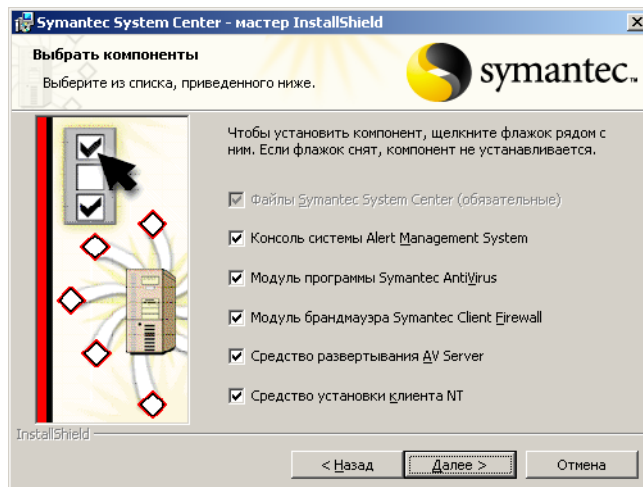 Symantec System Center - мастер InstallShield
Выбрать компоненты
Выберите из списка, приведенного ниже.
symantec™
Чтобы установить компонент, щелкните флажок рядом с
ним. Если флажок снят, компонент не устанавливается.
Файлы Symantec System Center (обязательные)
Консоль системы Alert Management System
Модуль программы Symantec AntiVirus
Модуль брандмауэра Symantec Client Firewall
Средство развертывания AV Server
Средство установки клиента NT
InstallShield
< Назад
Далее >
Отмена